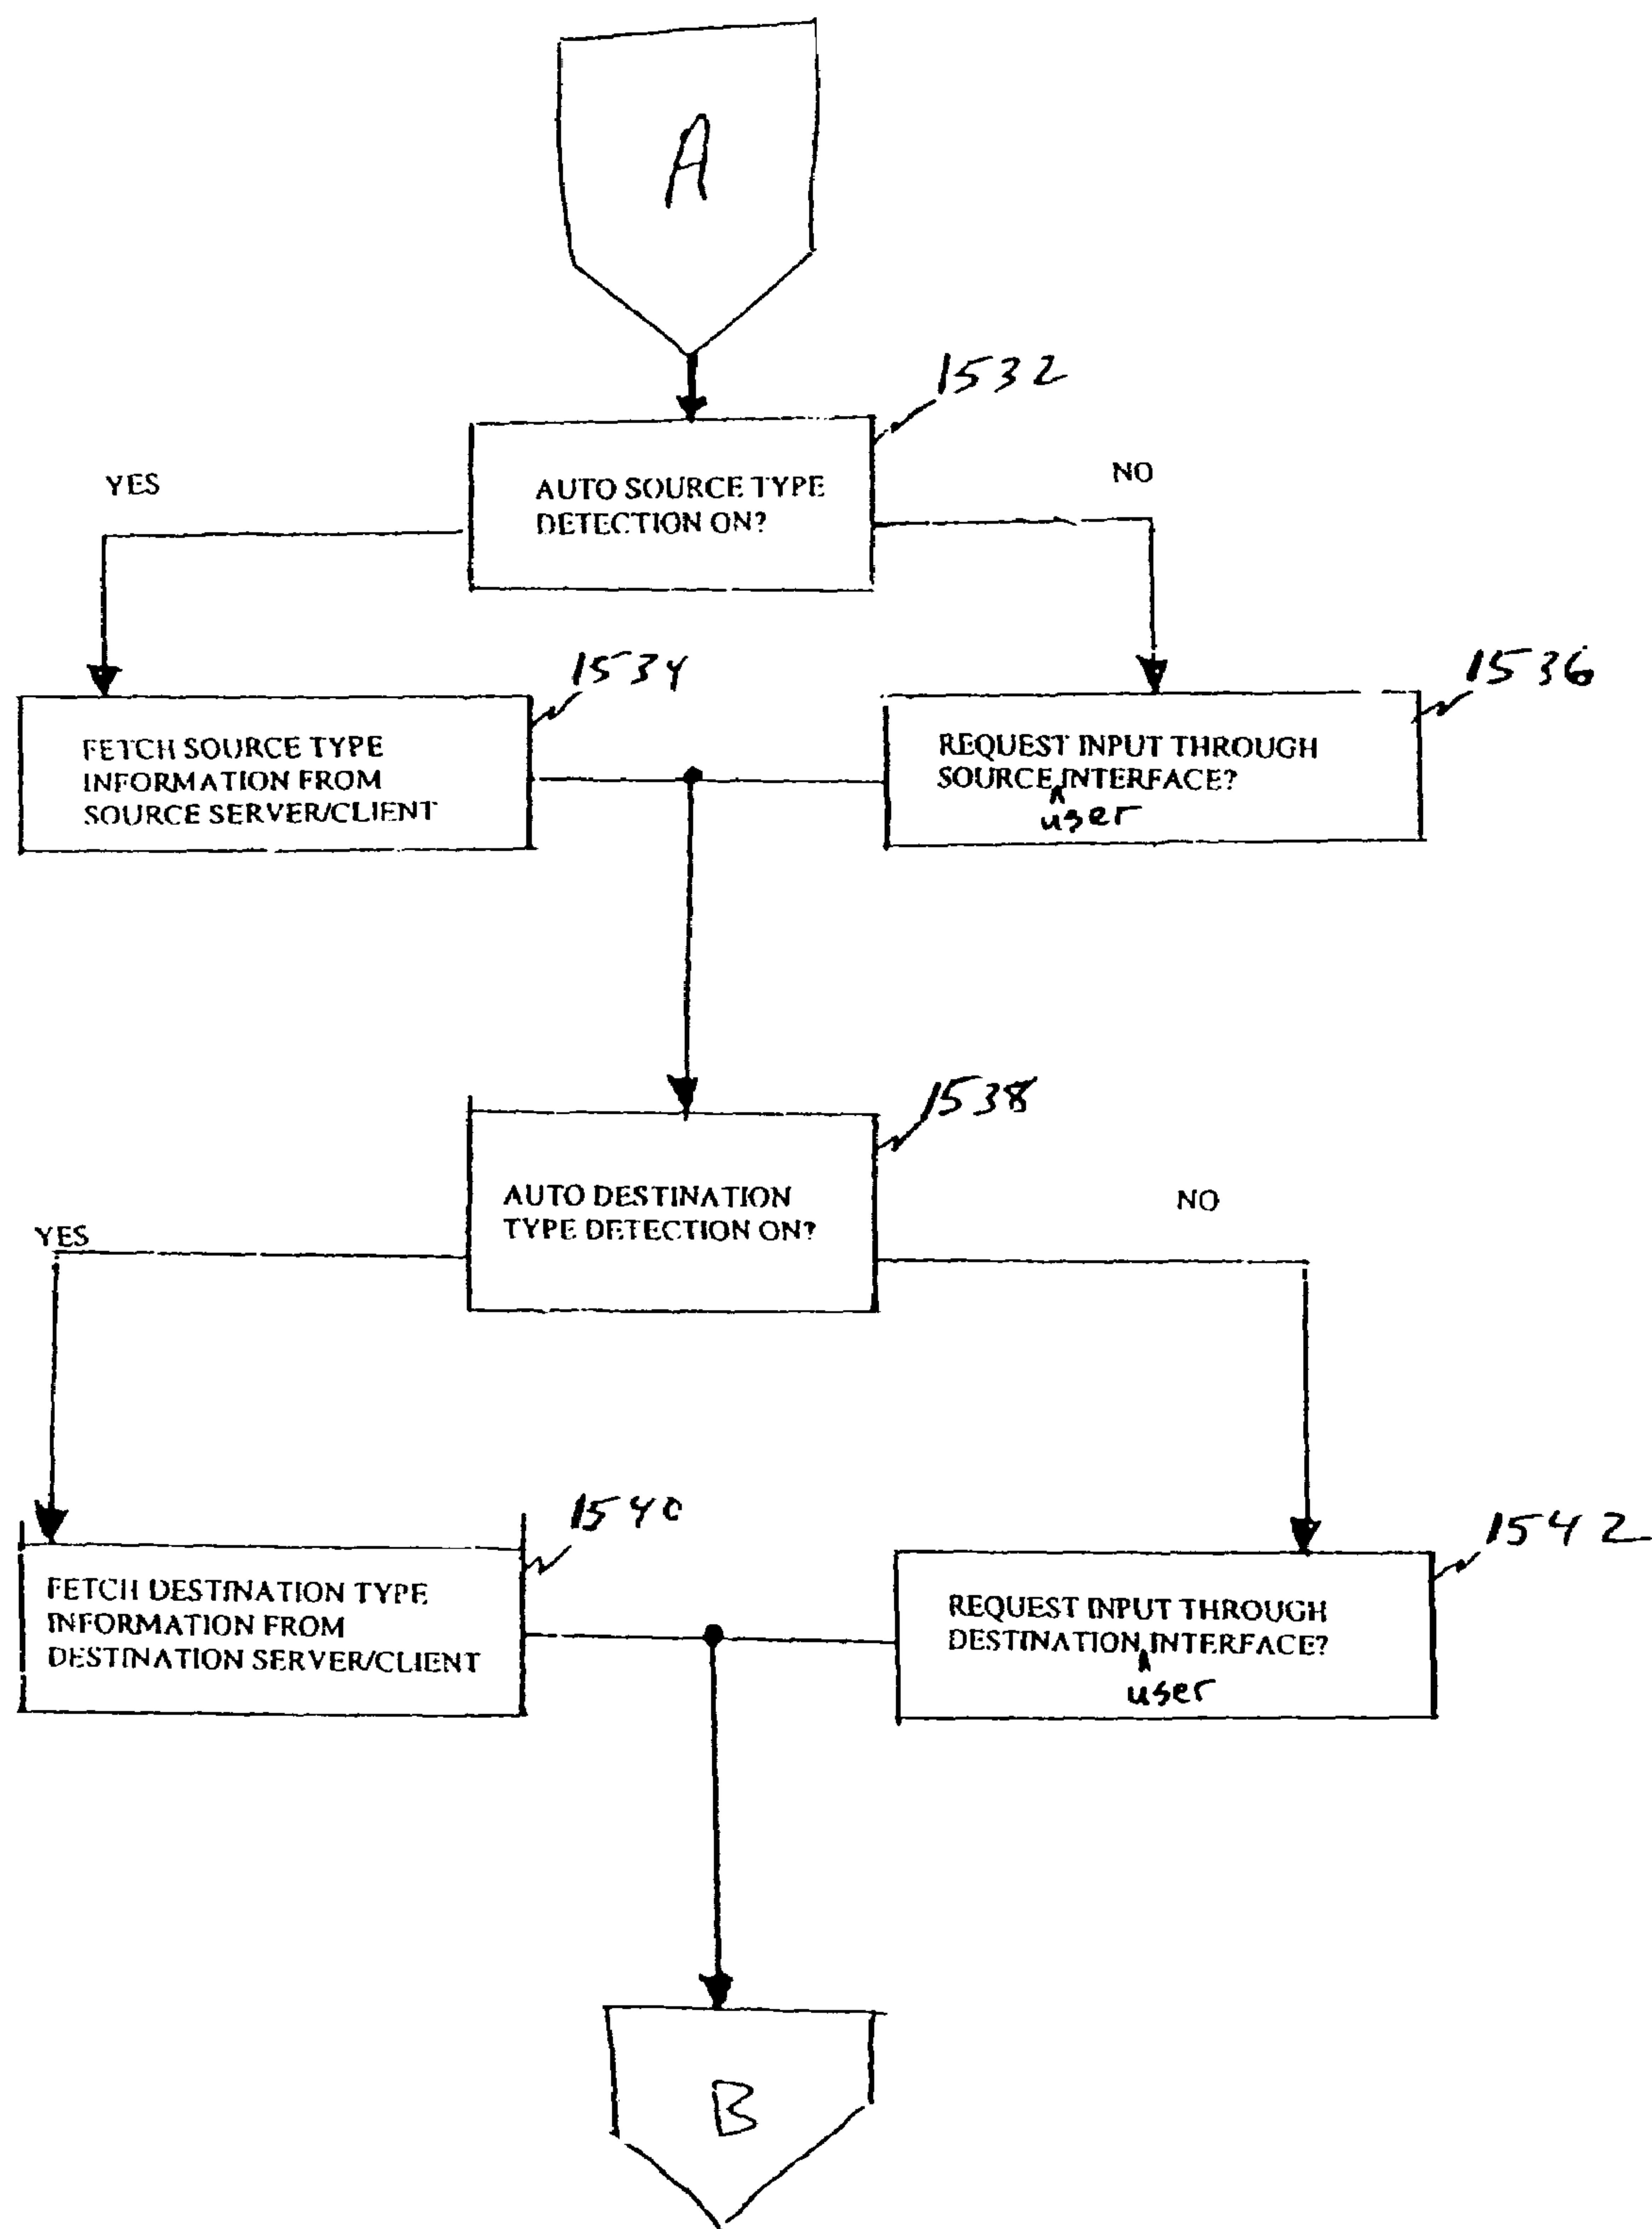 A
1532
YES
NO
AUTO SOURCE TYPE
DETECTION ON?
1534
1536
FETCH SOURCE TYPE
INFORMATION FROM
SOURCE SERVER/CLIENT
REQUEST INPUT THROUGH
SOURCE INTERFACE?
user
1538
AUTO DESTINATION
TYPE DETECTION ON?
YES
NO
1540
1542
FETCH DESTINATION TYPE
INFORMATION FROM
DESTINATION SERVER/CLIENT
REQUEST INPUT THROUGH
DESTINATION INTERFACE?
user
B